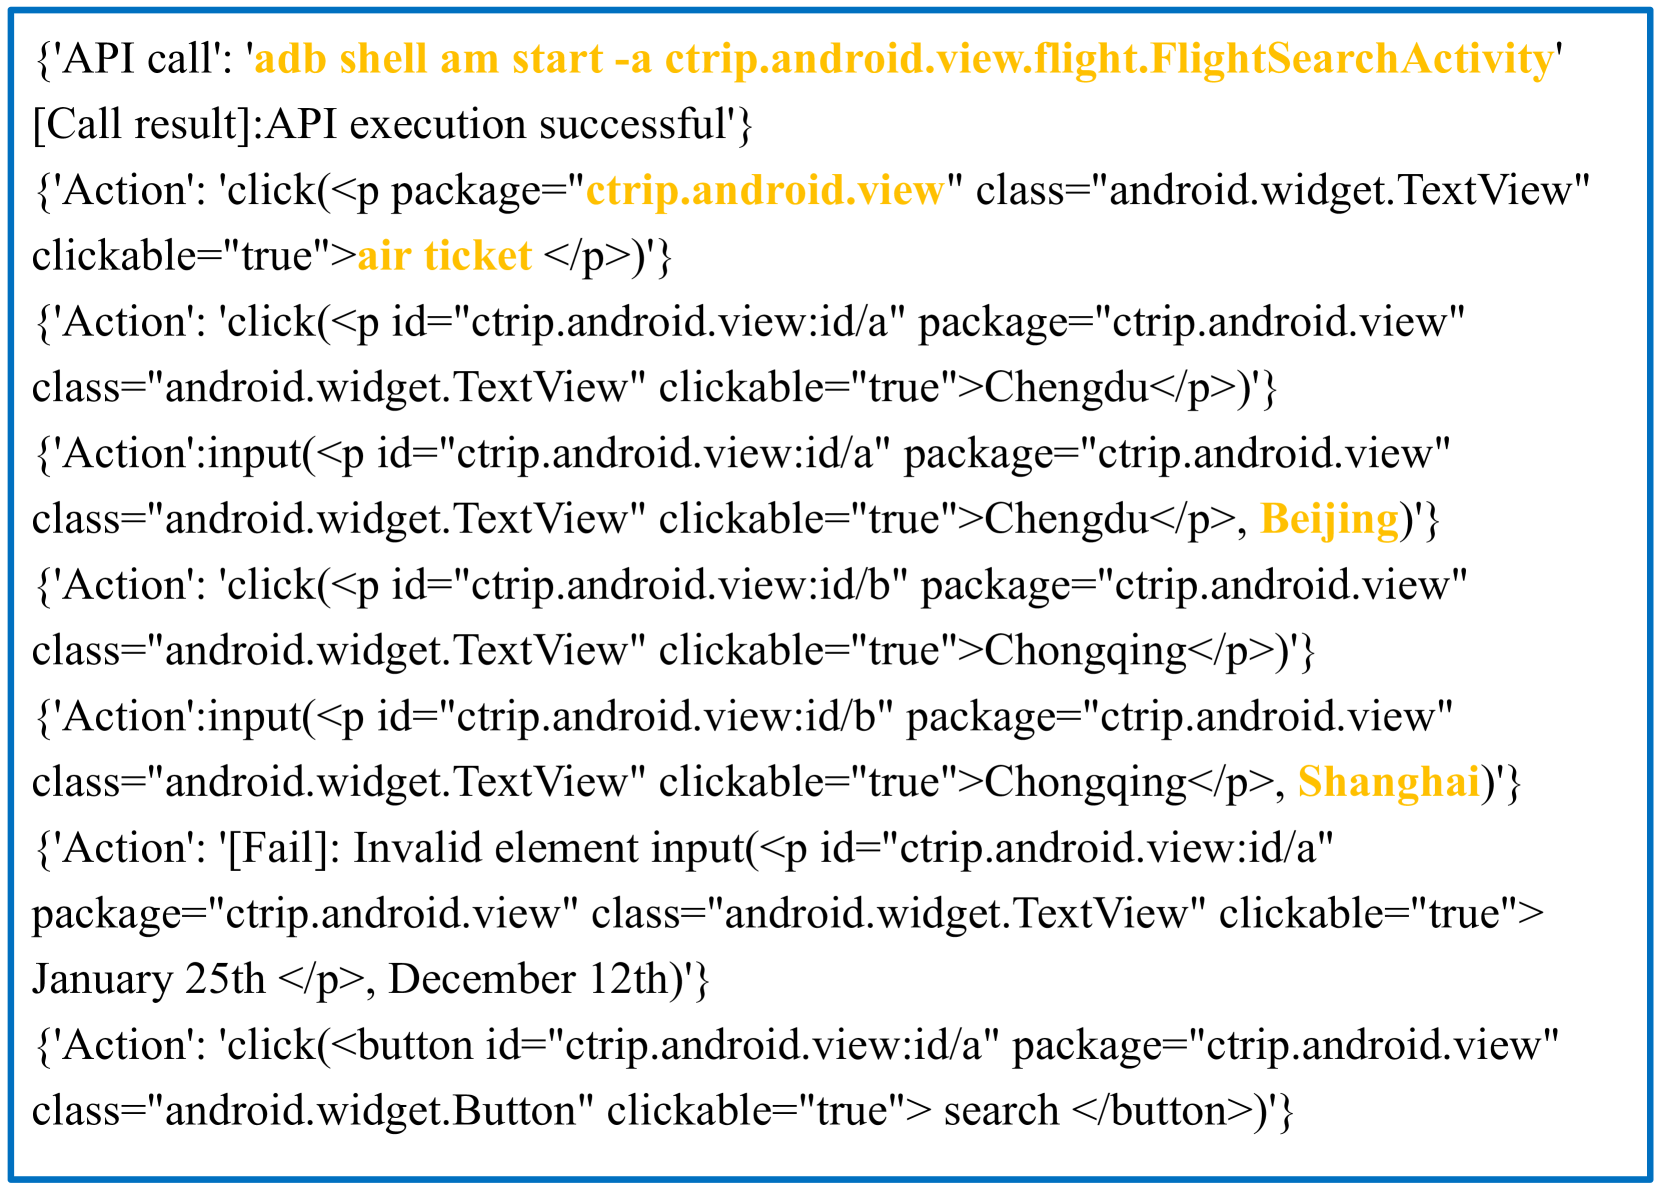 {'API call': 'adb shell am start -a ctrip.android.view.flight.FlightSearchActivity'
[Call result]:API execution successful'}
{'Action': 'click(<p package="ctrip.android.view" class="android.widget.TextView"
clickable="true">air ticket </p>)'}
{'Action': 'click(<p id="ctrip.android.view:id/a" package="ctrip.android.view"
class="android.widget.TextView" clickable="true">Chengdu</p>)'}
{'Action':input(<p id="ctrip.android.view:id/a" package="ctrip.android.view"
class="android.widget.TextView" clickable="true">Chengdu</p>, Beijing)'}
{'Action': 'click(<p id="ctrip.android.view:id/b" package="ctrip.android.view"
class="android.widget.TextView" clickable="true">Chongqing</p>)'}
{'Action':input(<p id="ctrip.android.view:id/b" package="ctrip.android.view"
class="android.widget.TextView" clickable="true">Chongqing</p>, Shanghai)'}
{'Action': '[Fail]: Invalid element input(<p id="ctrip.android.view:id/a"
package="ctrip.android.view" class="android.widget.TextView" clickable="true">
January 25th </p>, December 12th)'}
{'Action': 'click(<button id="ctrip.android.view:id/a" package="ctrip.android.view"
class="android.widget.Button" clickable="true"> search </button>)'}